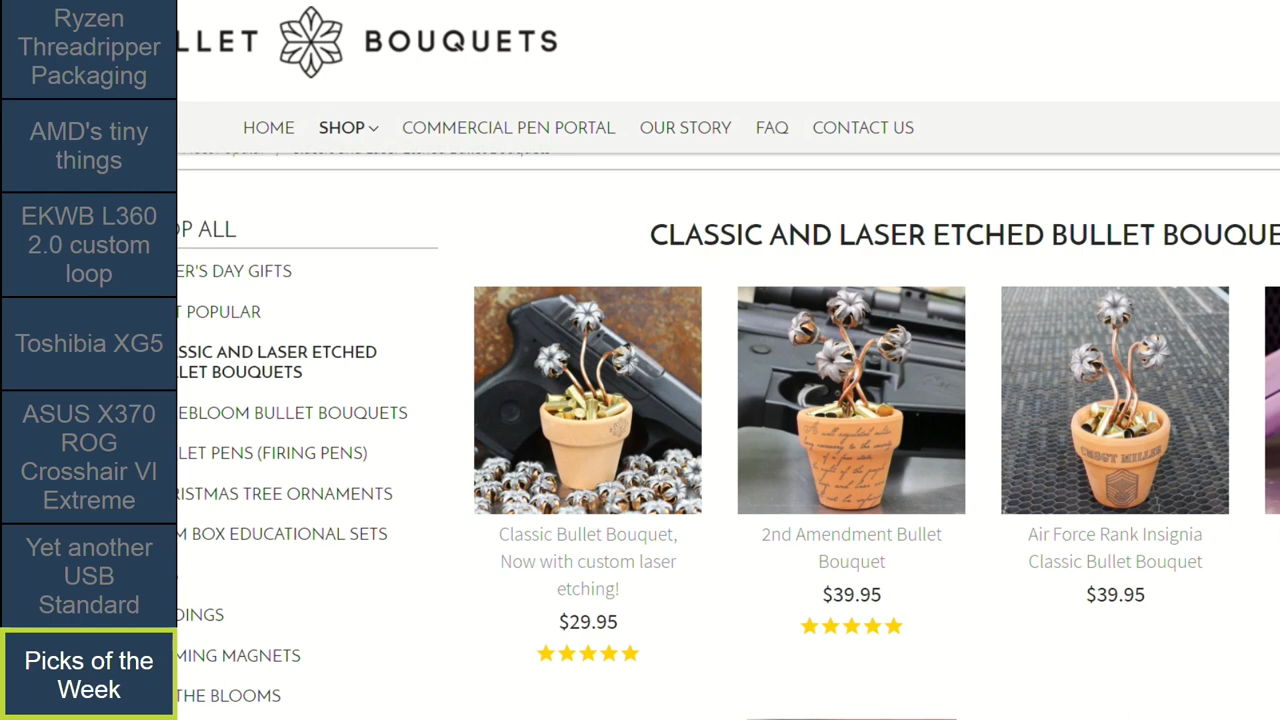 Ryzen
Threadripper
Packaging
AMD's tiny
things
EKWB L360
2.0 custom
loop
Toshibia XG5
ASUS X370
ROG
Crosshair VI
Extreme
Yet another
USB
Standard
Picks of the
Week
LLET BOUQUETS
HOME SHOP COMMERCIAL PEN PORTAL OUR STORY FAQ CONTACT US
OP ALL
ER'S DAY GIFTS
T POPULAR
ASSIC AND LASER ETCHED
LET BOUQUETS
EBLOOM BULLET BOUQUETS
LET PENS (FIRING PENS)
RISTMAS TREE ORNAMENTS
M BOX EDUCATIONAL SETS
DINGS
MING MAGNETS
THE BLOOMS
CLASSIC AND LASER ETCHED BULLET BOUQUE
Classic Bullet Bouquet,
Now with custom laser
etching!
$29.95
2nd Amendment Bullet
Bouquet
$39.95
CMSGT MILLER
Air Force Rank Insignia
Classic Bullet Bouquet
$39.95